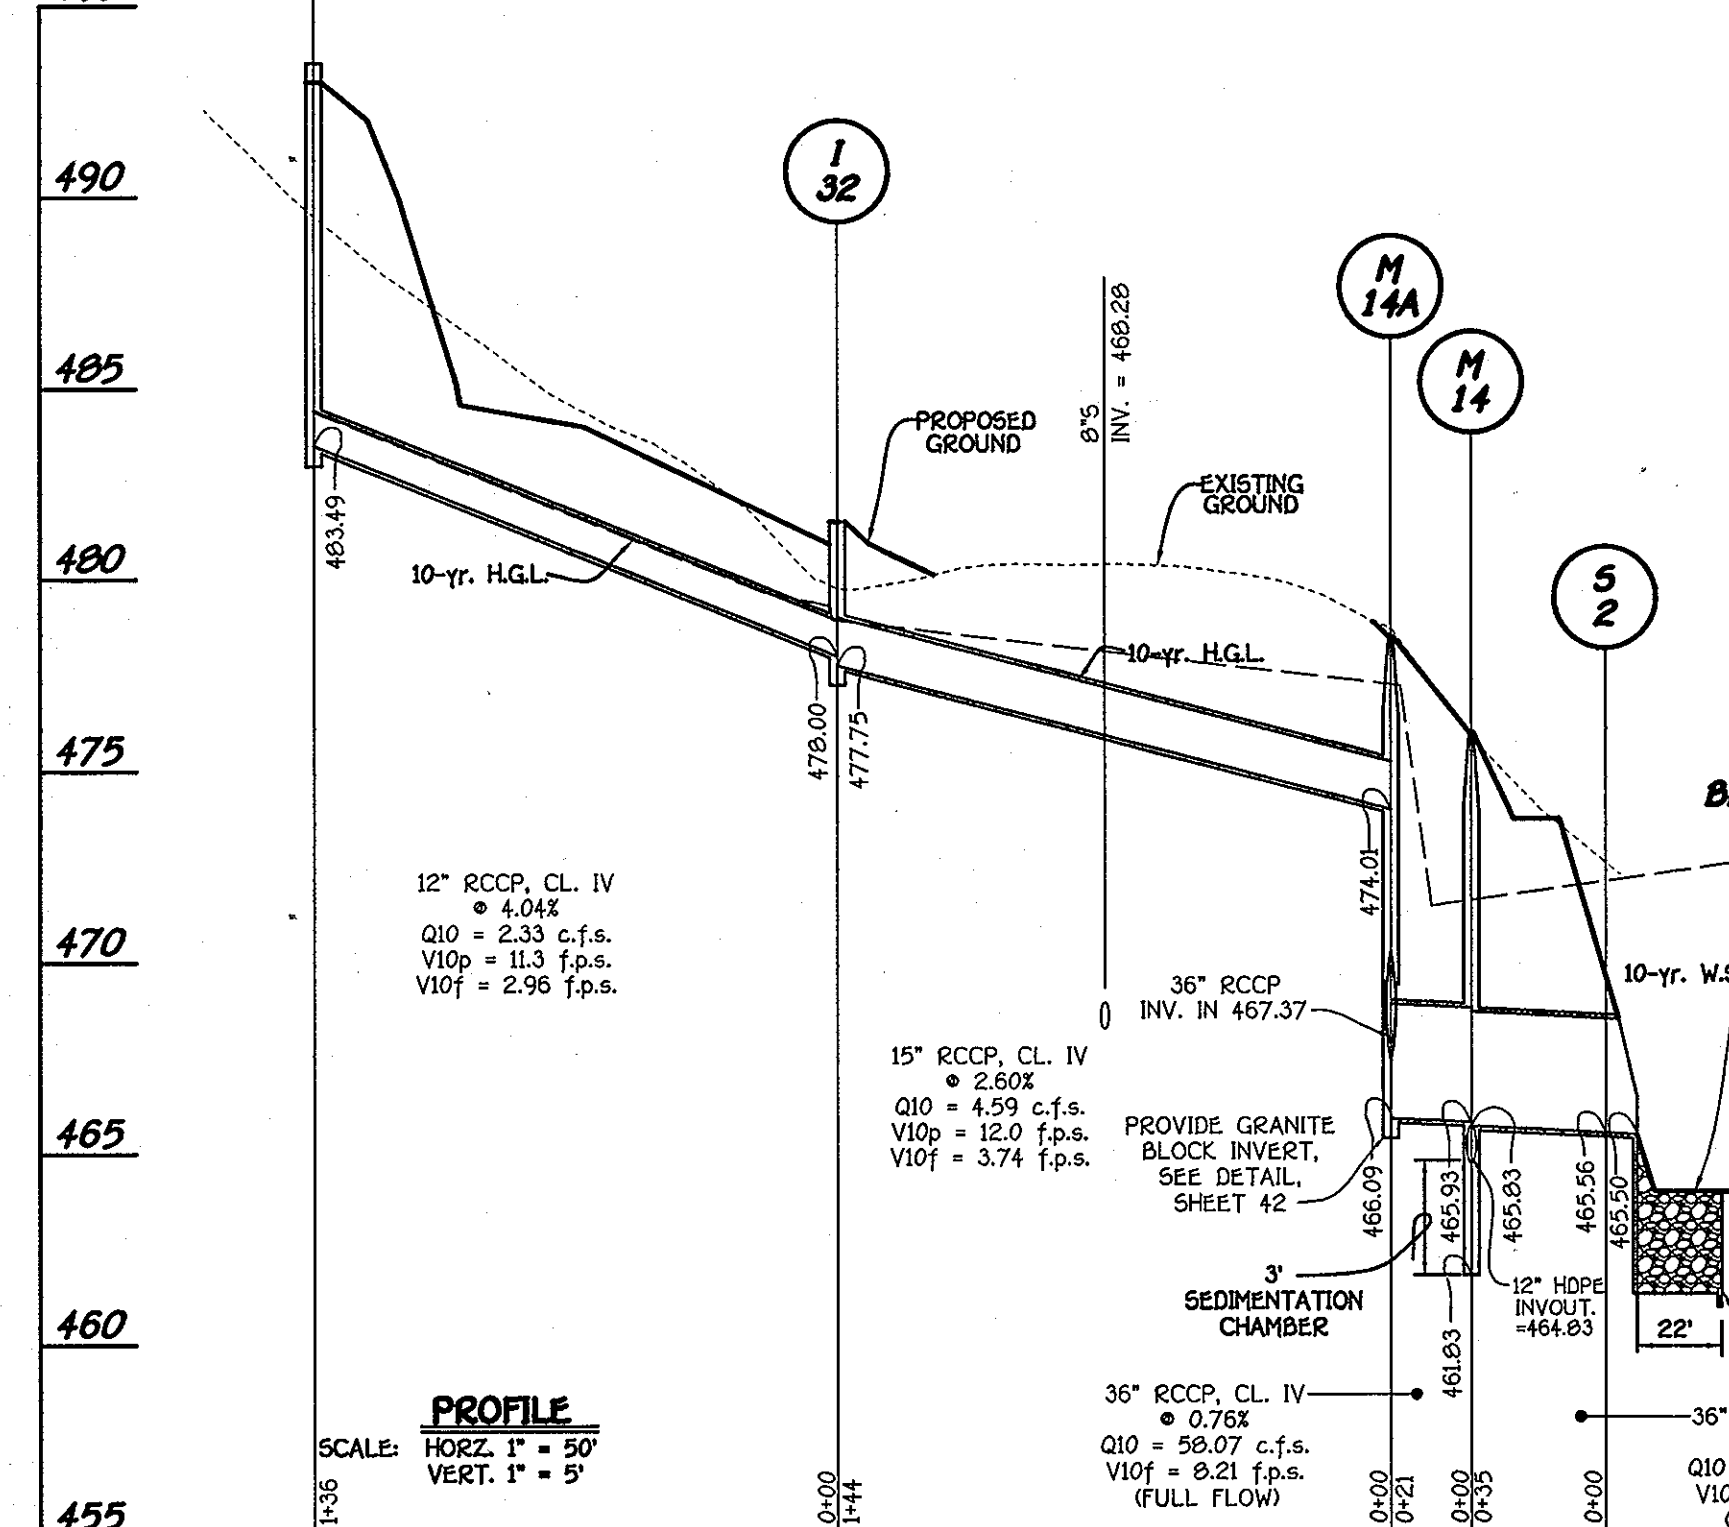 490
485
480
475
470
465
460
455
I
32
M
14A
M
14
S
2
8"S
INV. = 468.28
PROPOSED
GROUND
EXISTING
GROUND
483.49
10-yr. H.G.L.
10-yr. H.G.L.
478.00
477.75
474.01
12" RCCP, CL. IV
@ 4.04%
Q10 = 2.33 c.f.s.
V10p = 11.3 f.p.s.
V10f = 2.96 f.p.s.
10-yr. W.S
36" RCCP
INV. IN 467.37
15" RCCP, CL. IV
@ 2.60%
Q10 = 4.59 c.f.s.
V10p = 12.0 f.p.s.
V10f = 3.74 f.p.s.
PROVIDE GRANITE
BLOCK INVERT,
SEE DETAIL,
SHEET 42
466.09
465.93
465.83
465.56
465.50
3'
SEDIMENTATION
CHAMBER
12" HDPE
INVOUT.
=464.83
22'
461.83
36" RCCP, CL. IV
@ 0.76%
Q10 = 58.07 c.f.s.
V10f = 8.21 f.p.s.
(FULL FLOW)
36"
Q10
V10
PROFILE
SCALE: HORZ. 1" = 50'
VERT. 1" = 5'
1+36
0+00
1+44
0+00
0+21
0+00
0+35
0+00